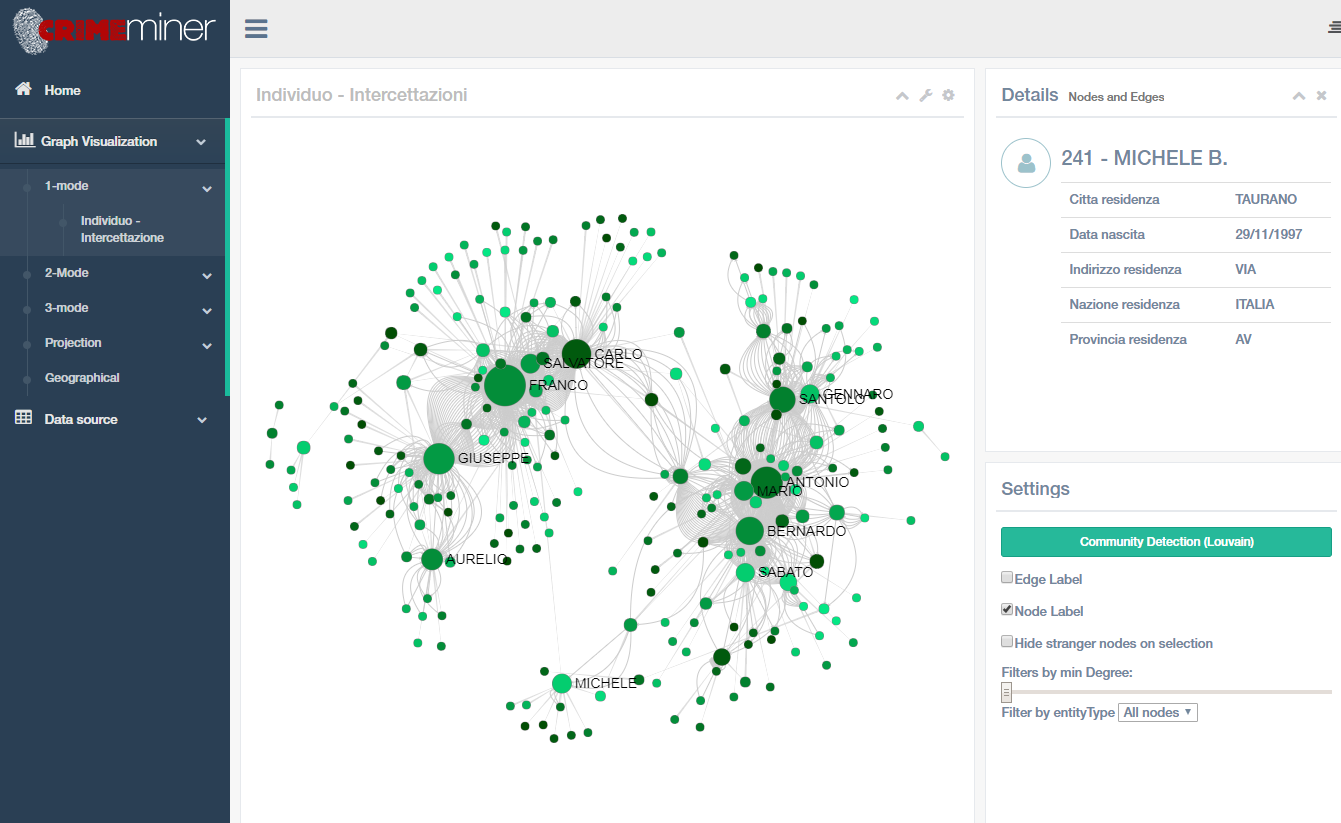 CRiMEminer
Home
Graph Visualization
1-mode
Individuo -
Intercettazione
2-Mode
3-mode
Projection
Geographical
Data source
Individuo - Intercettazioni
CARLO
SALVATORE
FRANCO
GENNARO
SANTOLO
GIUSEPPE
ANTONIO
MARIO
BERNARDO
AURELIO
SABATO
MICHELE
Details Nodes and Edges
241 - MICHELE B.
Citta residenza TAURANO
Data nascita 29/11/1997
Indirizzo residenza VIA
Nazione residenza ITALIA
Provincia residenza AV
Settings
Community Detection (Louvain)
Edge Label
Node Label
Hide stranger nodes on selection
Filters by min Degree:
Filter by entityType All nodes